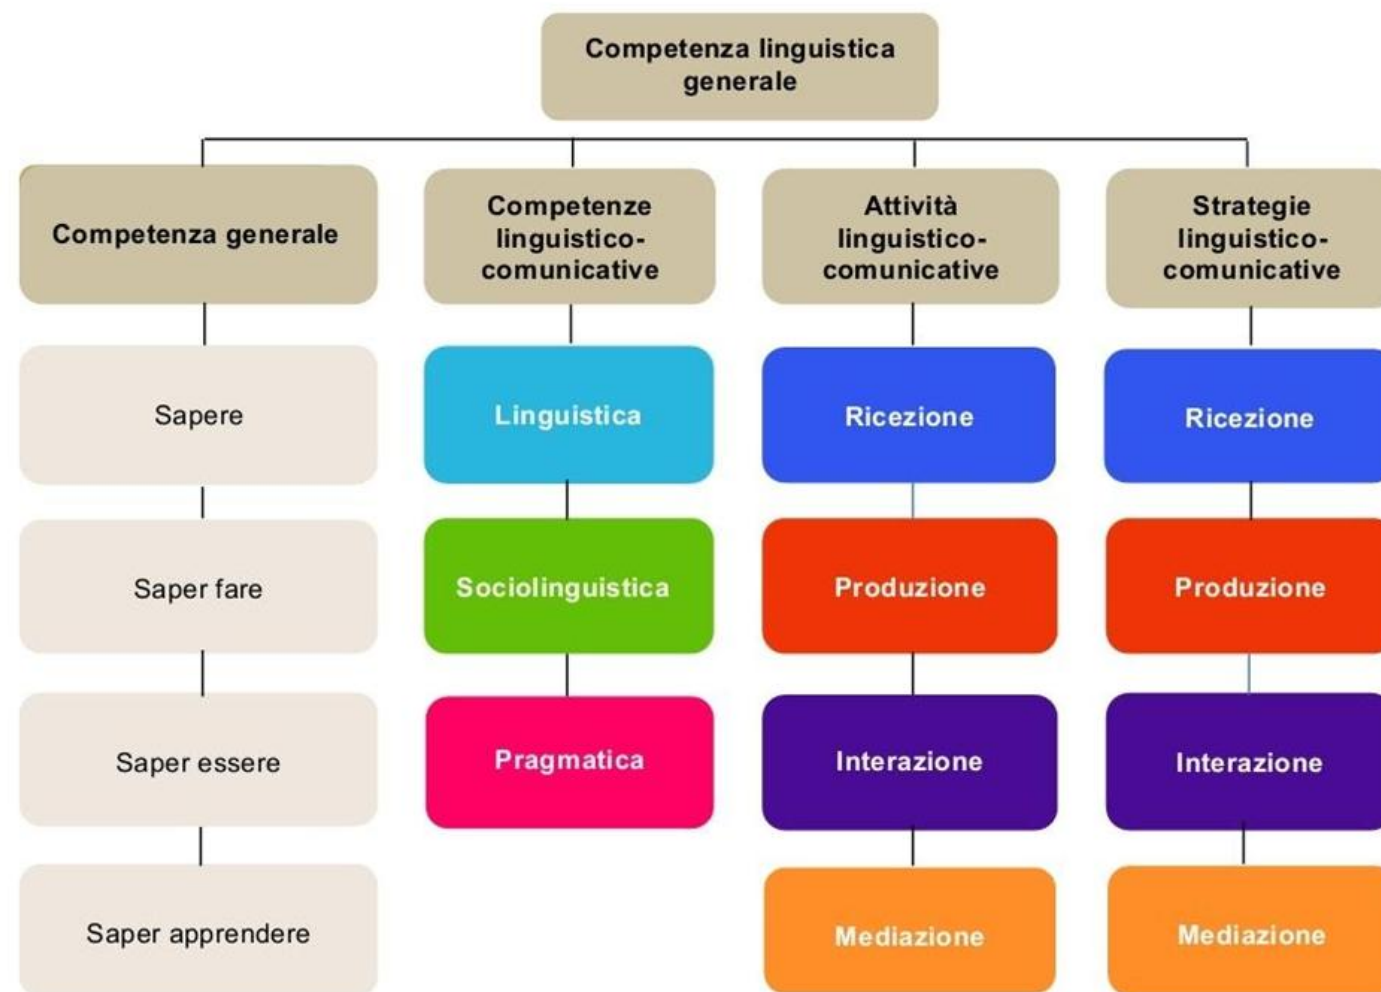 Competenza linguistica
generale
Competenza generale
Competenze
linguistico-
comunicative
Attività
linguistico-
comunicative
Strategie
linguistico-
comunicative
Sapere
Linguistica
Ricezione
Ricezione
Saper fare
Sociolinguistica
Produzione
Produzione
Saper essere
Pragmatica
Interazione
Interazione
Saper apprendere
Mediazione
Mediazione